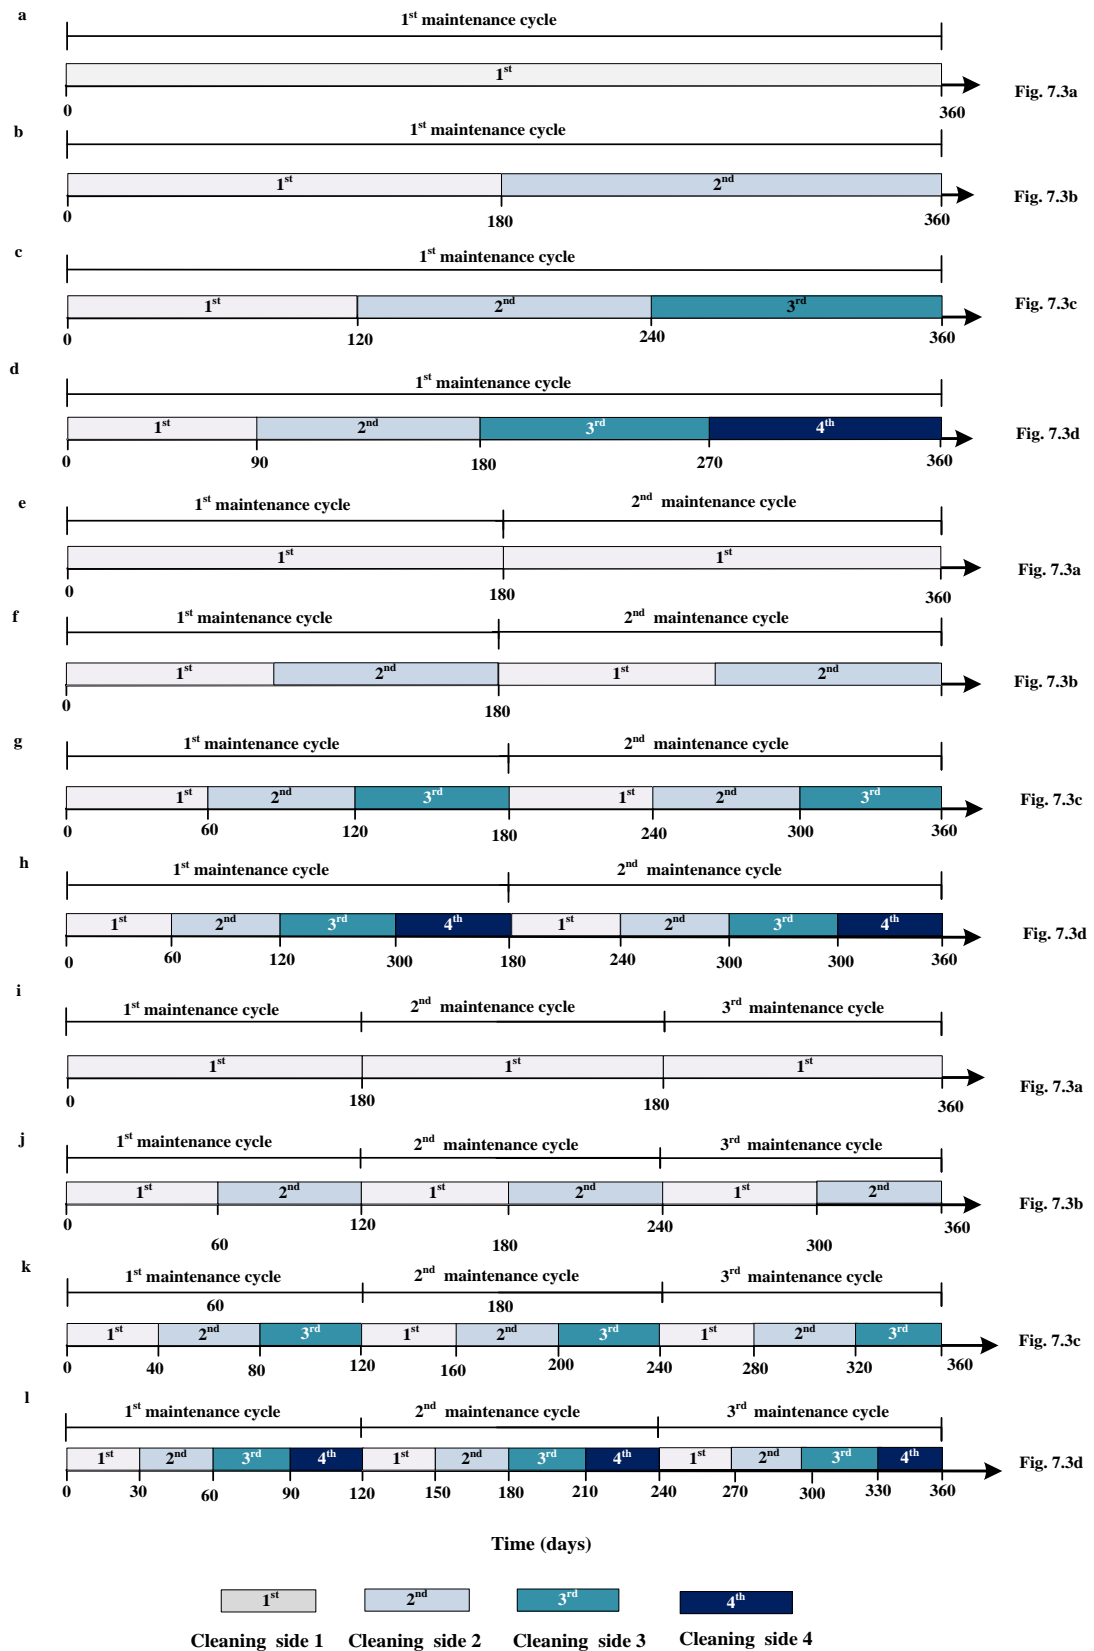 a
1st maintenance cycle
1st
0 360
Fig. 7.3a
b
1st maintenance cycle
1st 2nd
0 180 360
Fig. 7.3b
c
1st maintenance cycle
1st 2nd 3rd
0 120 240 360
Fig. 7.3c
d
1st maintenance cycle
1st 2nd 3rd 4th
0 90 180 270 360
Fig. 7.3d
e
1st maintenance cycle 2nd maintenance cycle
1st 1st
0 180 360
Fig. 7.3a
f
1st maintenance cycle 2nd maintenance cycle
1st 2nd 1st 2nd
0 180
Fig. 7.3b
g
1st maintenance cycle 2nd maintenance cycle
1st 2nd 3rd 1st 2nd 3rd
0 60 120 180 240 300 360
Fig. 7.3c
h
1st maintenance cycle 2nd maintenance cycle
1st 2nd 3rd 4th 1st 2nd 3rd 4th
0 60 120 300 180 240 300 300 360
Fig. 7.3d
i
1st maintenance cycle 2nd maintenance cycle 3rd maintenance cycle
1st 1st 1st
0 180 180 360
Fig. 7.3a
j
1st maintenance cycle 2nd maintenance cycle 3rd maintenance cycle
1st 2nd 1st 2nd 1st 2nd
0 60 120 180 240 300 360
Fig. 7.3b
k
1st maintenance cycle 2nd maintenance cycle 3rd maintenance cycle
60 180
1st 2nd 3rd 1st 2nd 3rd 1st 2nd 3rd
0 40 80 120 160 200 240 280 320 360
Fig. 7.3c
l
1st maintenance cycle 2nd maintenance cycle 3rd maintenance cycle
1st 2nd 3rd 4th 1st 2nd 3rd 4th 1st 2nd 3rd 4th
0 30 60 90 120 150 180 210 240 270 300 330 360
Fig. 7.3d
Time (days)
1st 2nd 3rd 4th
Cleaning side 1 Cleaning side 2 Cleaning side 3 Cleaning side 4